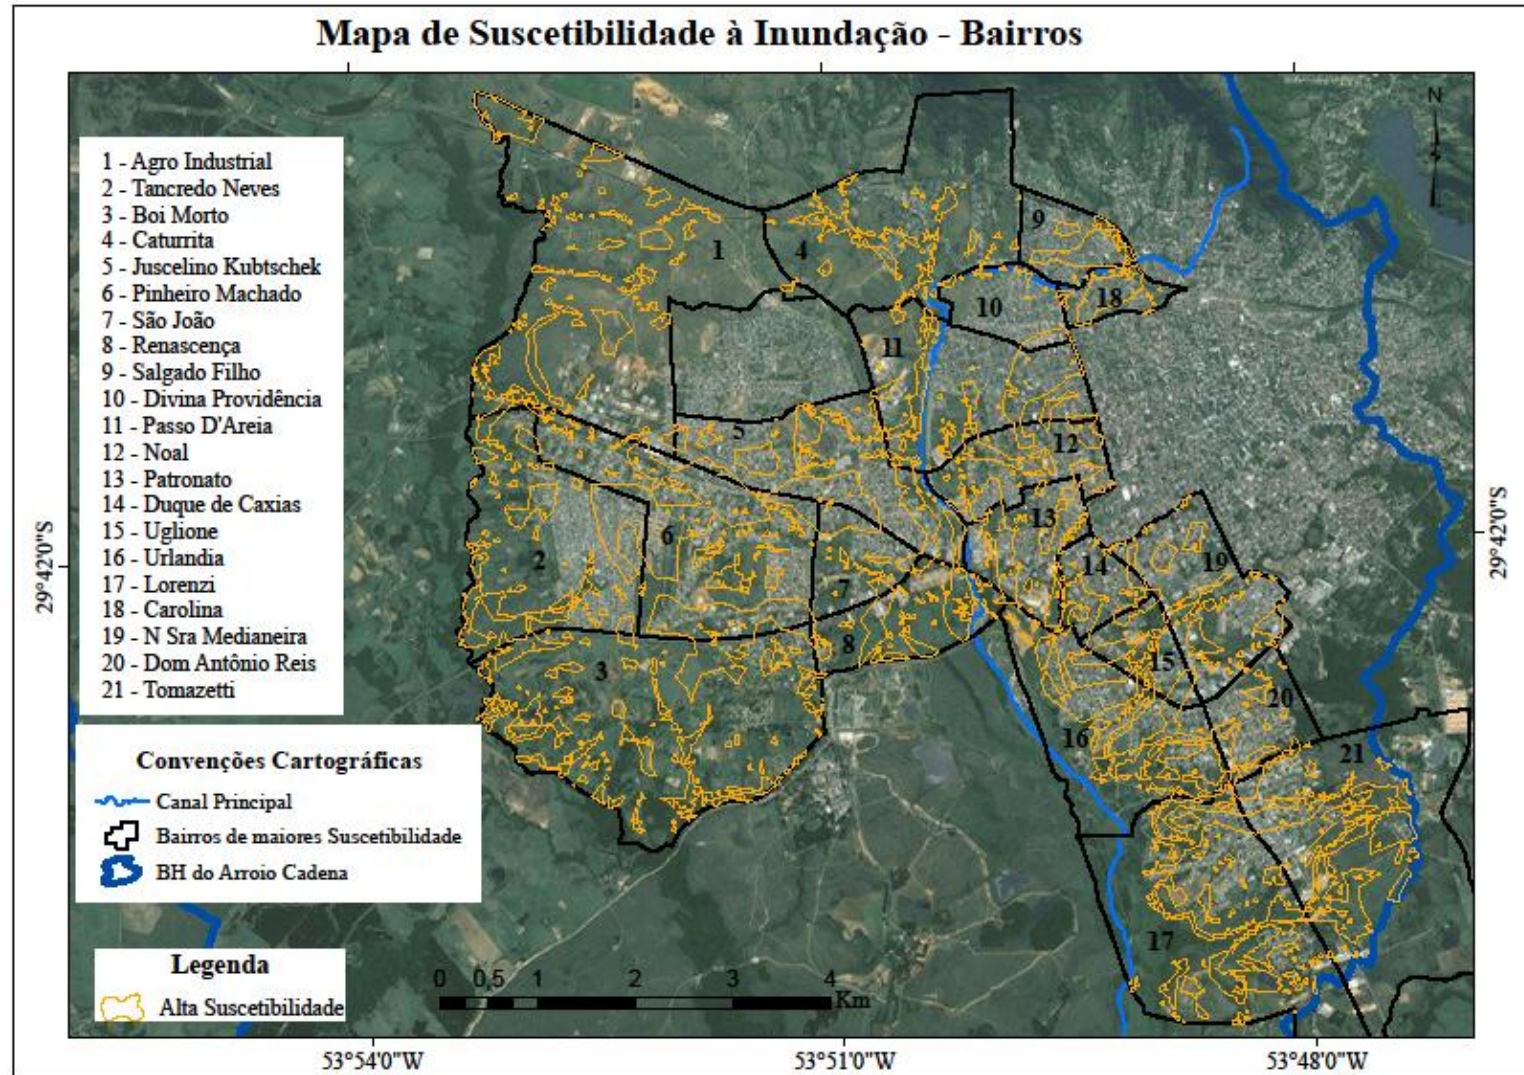 Mapa de Suscetibilidade à Inundação - Bairros
N
1 - Agro Industrial
2 - Tancredo Neves
3 - Boi Morto
4 - Caturrita
5 - Juscelino Kubtschek
6 - Pinheiro Machado
7 - São João
8 - Renascença
9 - Salgado Filho
10 - Divina Providência
11 - Passo D'Areia
12 - Noal
13 - Patronato
14 - Duque de Caxias
15 - Uglione
16 - Urlandia
17 - Lorenzi
18 - Carolina
19 - N Sra Medianeira
20 - Dom Antônio Reis
21 - Tomazetti
9
1
4
18
10
11
5
12
13
6
2
19
14
7
8
3
15
20
16
21
17
29°42'0"S
29°42'0"S
Convenções Cartográficas
Canal Principal
Bairros de maiores Suscetibilidade
BH do Arroio Cadena
Legenda
Alta Suscetibilidade
0 0,5 1 2 3 4
Km
53°54'0"W 53°51'0"W 53°48'0"W